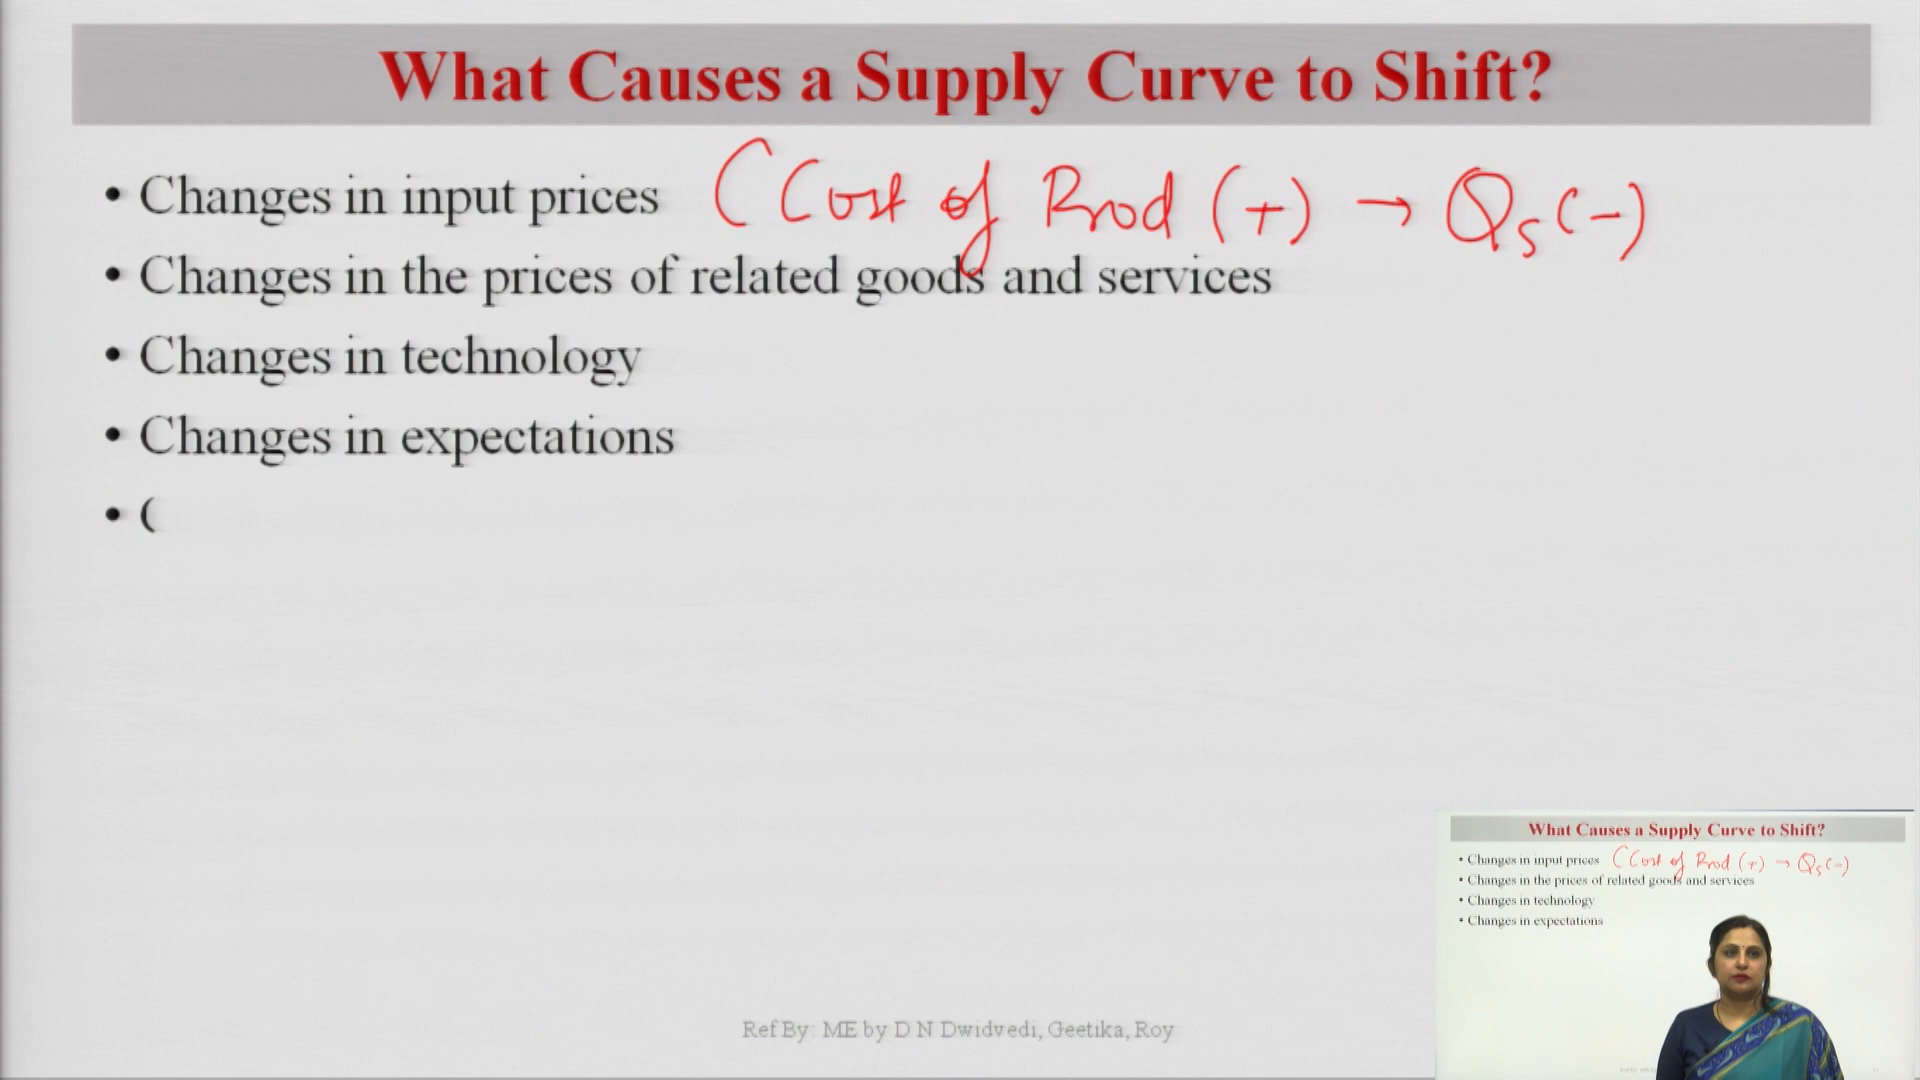 What Causes a Supply Curve to Shift?
• Changes in input prices (Cost of Prod (+) → Qs (-)
• Changes in the prices of related goods and services
• Changes in technology
• Changes in expectations
• (
Ref By: ME by D N Dwidvedi, Geetika, Roy
What Causes a Supply Curve to Shift?
• Changes in input prices (Cost of Prod (+) → Qs (-)
• Changes in the prices of related goods and services
• Changes in technology
• Changes in expectations